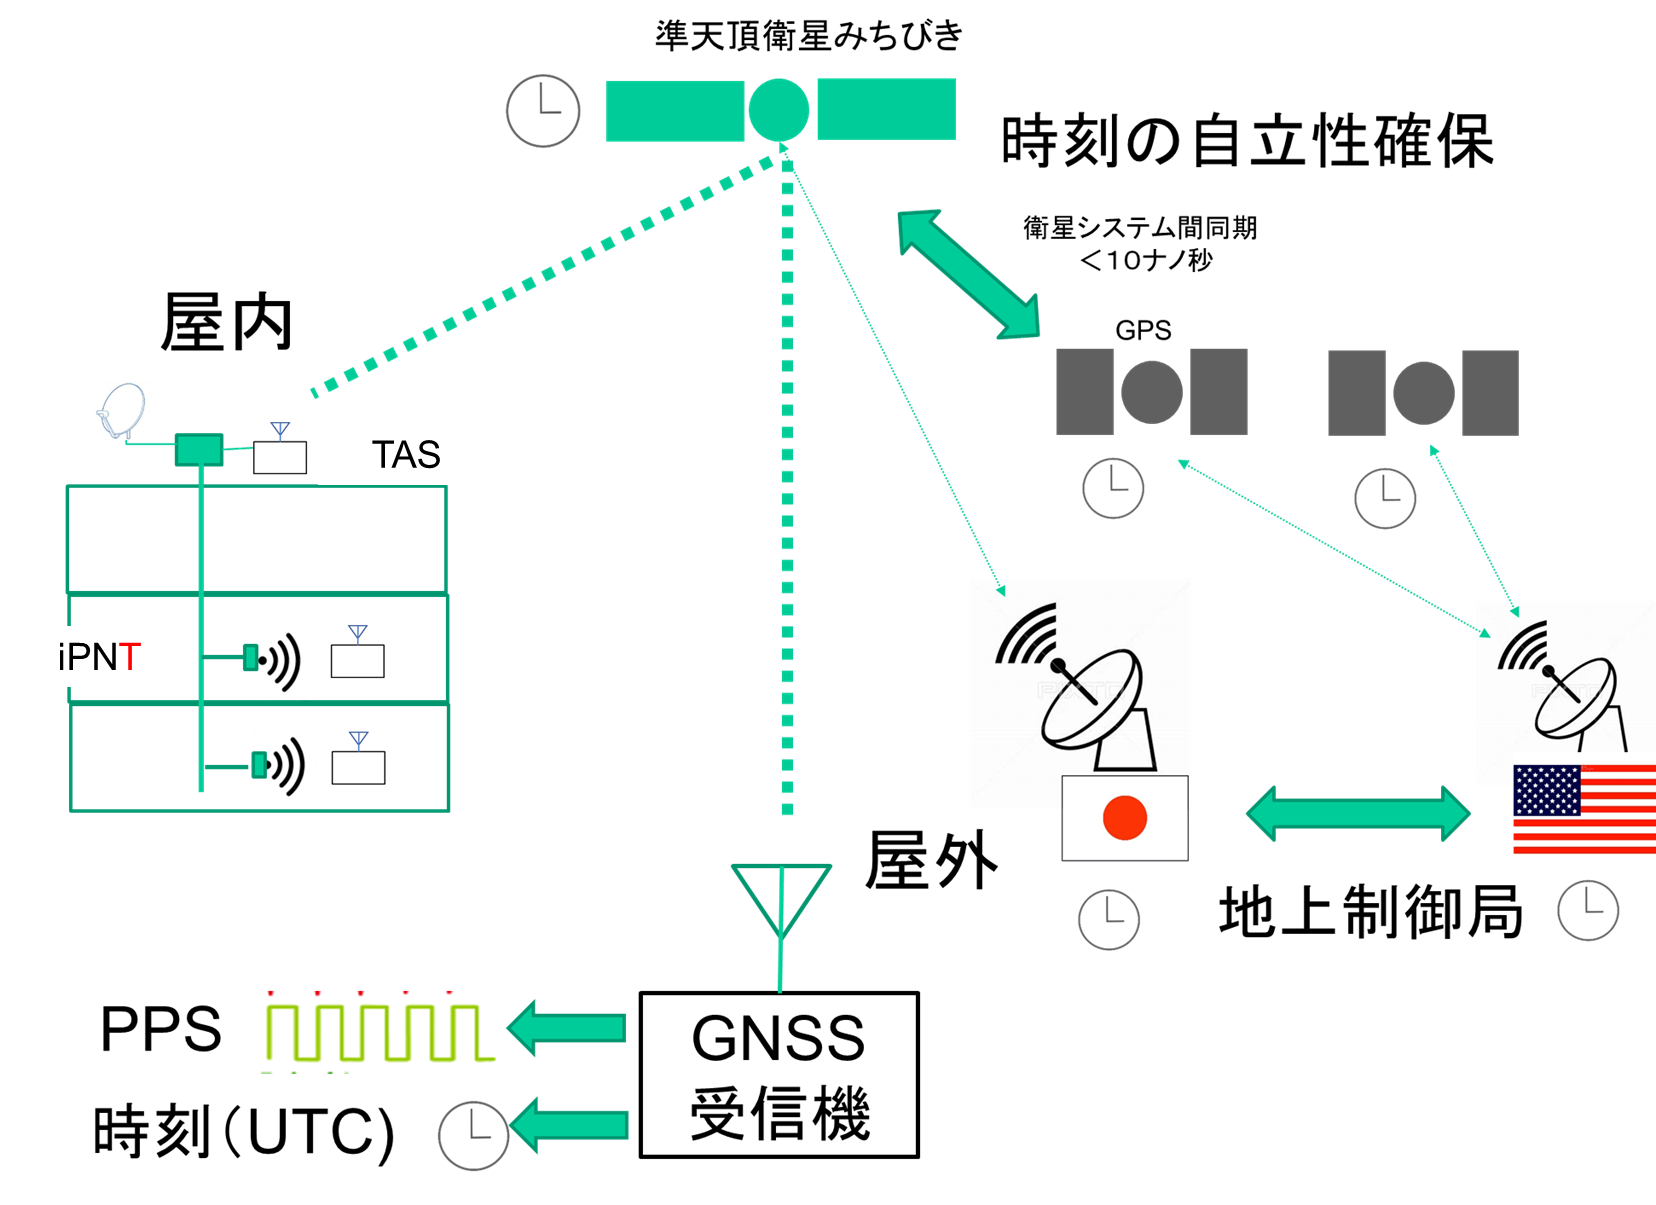 準天頂衛星みちびき
時刻の自立性確保
衛星システム間同期
＜１０ナノ秒
GPS
屋内
TAS
iPNT
屋外
地上制御局
PPS
GNSS
受信機
時刻（UTC）